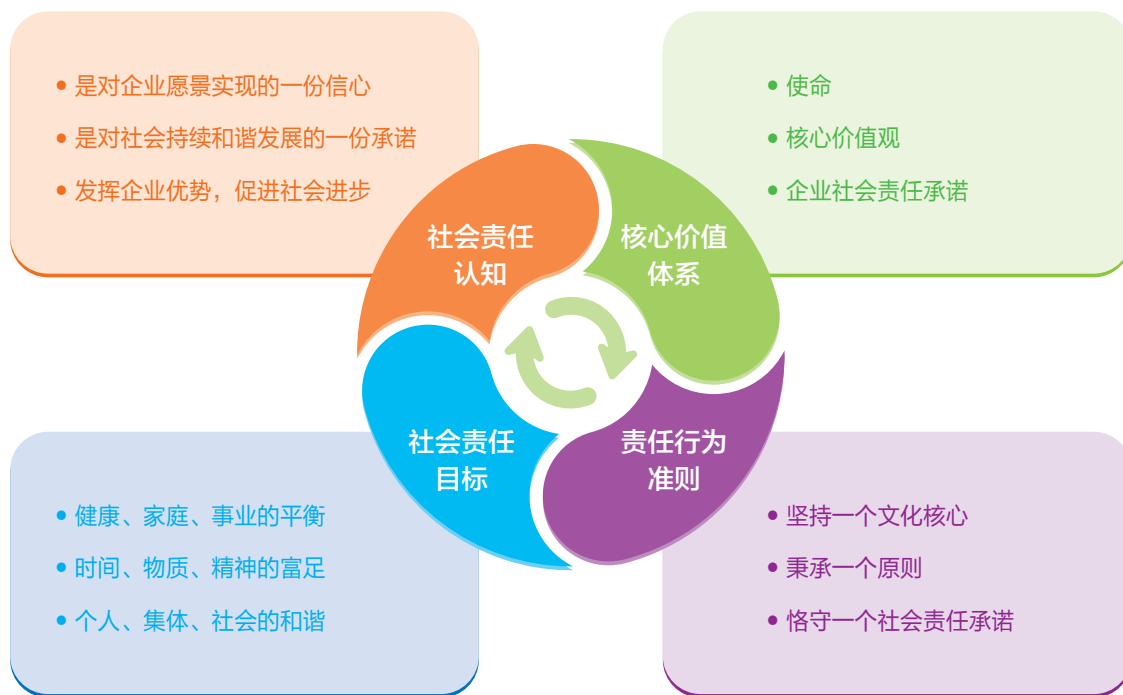 • 是对企业愿景实现的一份信心
• 是对社会持续和谐发展的一份承诺
• 发挥企业优势，促进社会进步
• 使命
• 核心价值观
• 企业社会责任承诺
社会责任
认知
核心价值
体系
社会责任
目标
责任行为
准则
• 健康、家庭、事业的平衡
• 时间、物质、精神的富足
• 个人、集体、社会的和谐
• 坚持一个文化核心
• 秉承一个原则
• 恪守一个社会责任承诺